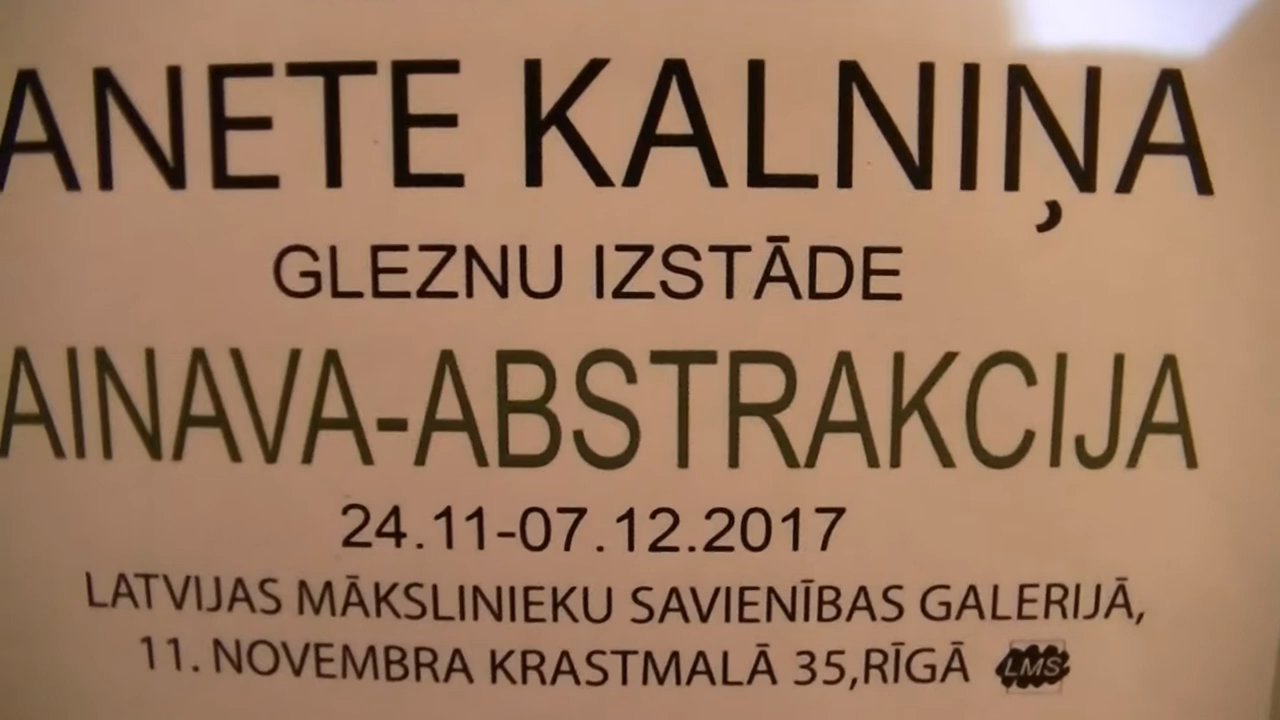 ANETE KALNIŅA
GLEZNU IZSTĀDE
AINAVA-ABSTRAKCIJA
24.11-07.12.2017
LATVIJAS MĀKSLINIEKU SAVIENĪBAS GALERIJĀ,
11. NOVEMBRA KRASTMALĀ 35,RĪGĀ LMS